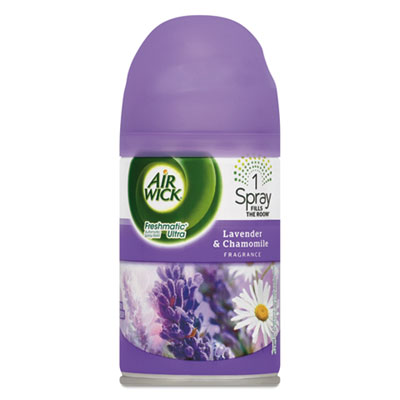 AIR
WICK
®
Freshmatic®
Ultra
1
Spray
FILLS
THE ROOM
Lavender
& Chamomile
FRAGRANCE